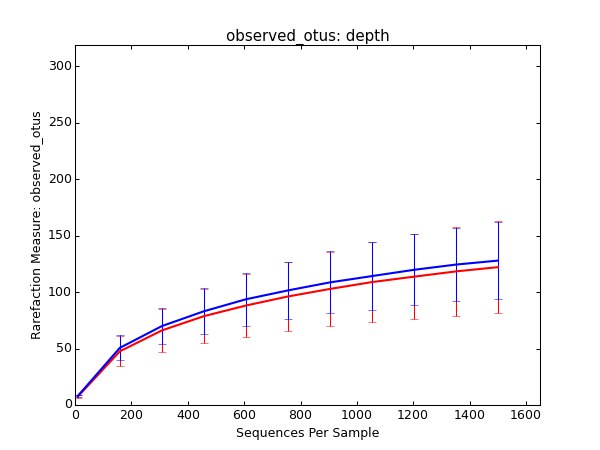 observed_otus: depth
300
250
200
150
100
50
0
Rarefaction Measure: observed_otus
0 200 400 600 800 1000 1200 1400 1600
Sequences Per Sample